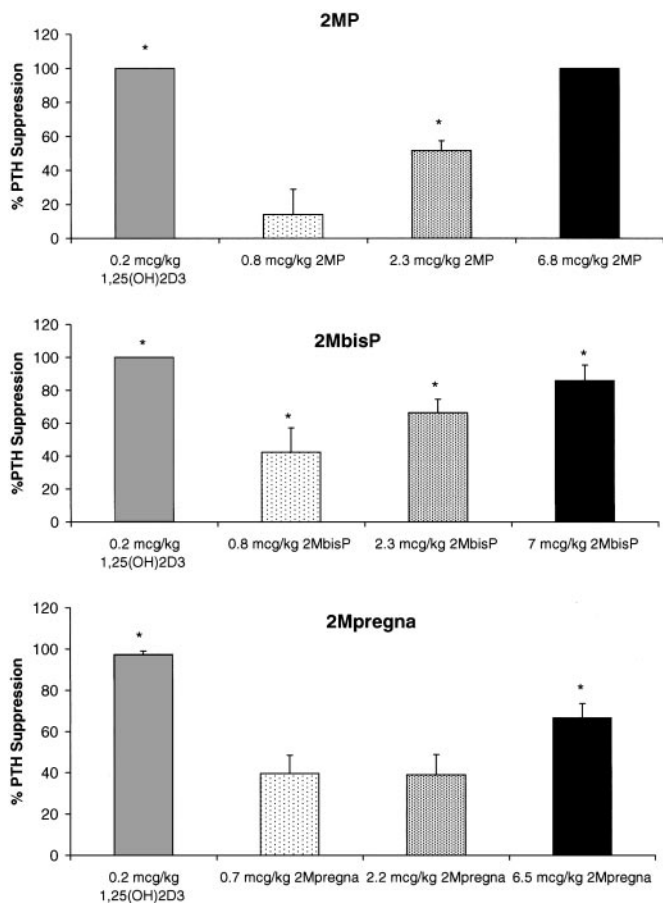 2MP
% PTH Suppression
120
100
80
60
40
20
0
*
*
0.2 mcg/kg
1,25(OH)2D3
0.8 mcg/kg 2MP
2.3 mcg/kg 2MP
6.8 mcg/kg 2MP
2MbisP
%PTH Suppression
120
100
80
60
40
20
0
*
*
*
*
0.2 mcg/kg
1,25(OH)2D3
0.8 mcg/kg 2MbisP
2.3 mcg/kg 2MbisP
7 mcg/kg 2MbisP
2Mpregna
% PTH Suppression
120
100
80
60
40
20
0
*
*
0.2 mcg/kg
1,25(OH)2D3
0.7 mcg/kg 2Mpregna
2.2 mcg/kg 2Mpregna
6.5 mcg/kg 2Mpregna